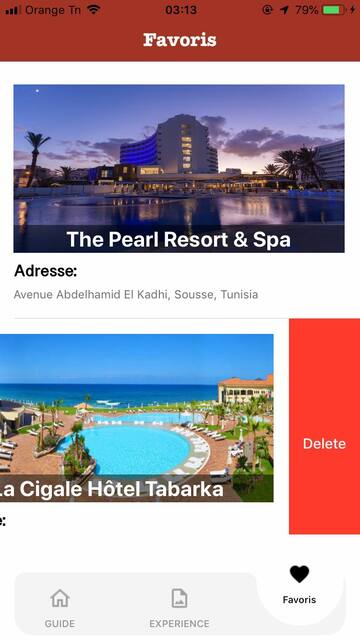 Orange Tn 03:13 79%
Favoris
The Pearl Resort & Spa
Adresse:
Avenue Abdelhamid El Kadhi, Sousse, Tunisia
La Cigale Hôtel Tabarka
Delete
e:
GUIDE EXPERIENCE Favoris